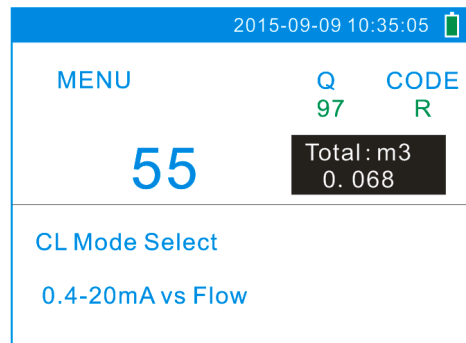 2015-09-09 10:35:05
MENU
Q
CODE
97
R
55
Total: m3
0. 068
CL Mode Select
0.4-20mA vs Flow